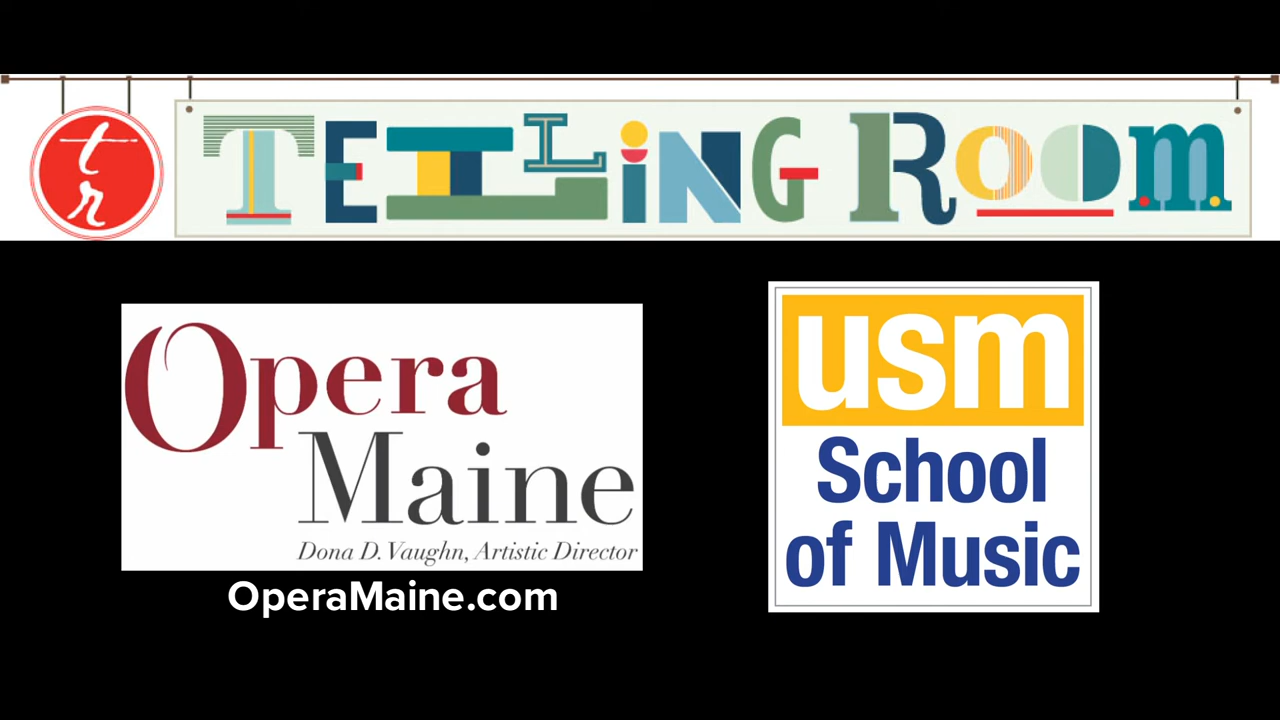 tr
TELLING ROOM
Opera
Maine
Dona D. Vaughn, Artistic Director
OperaMaine.com
usm
School
of Music